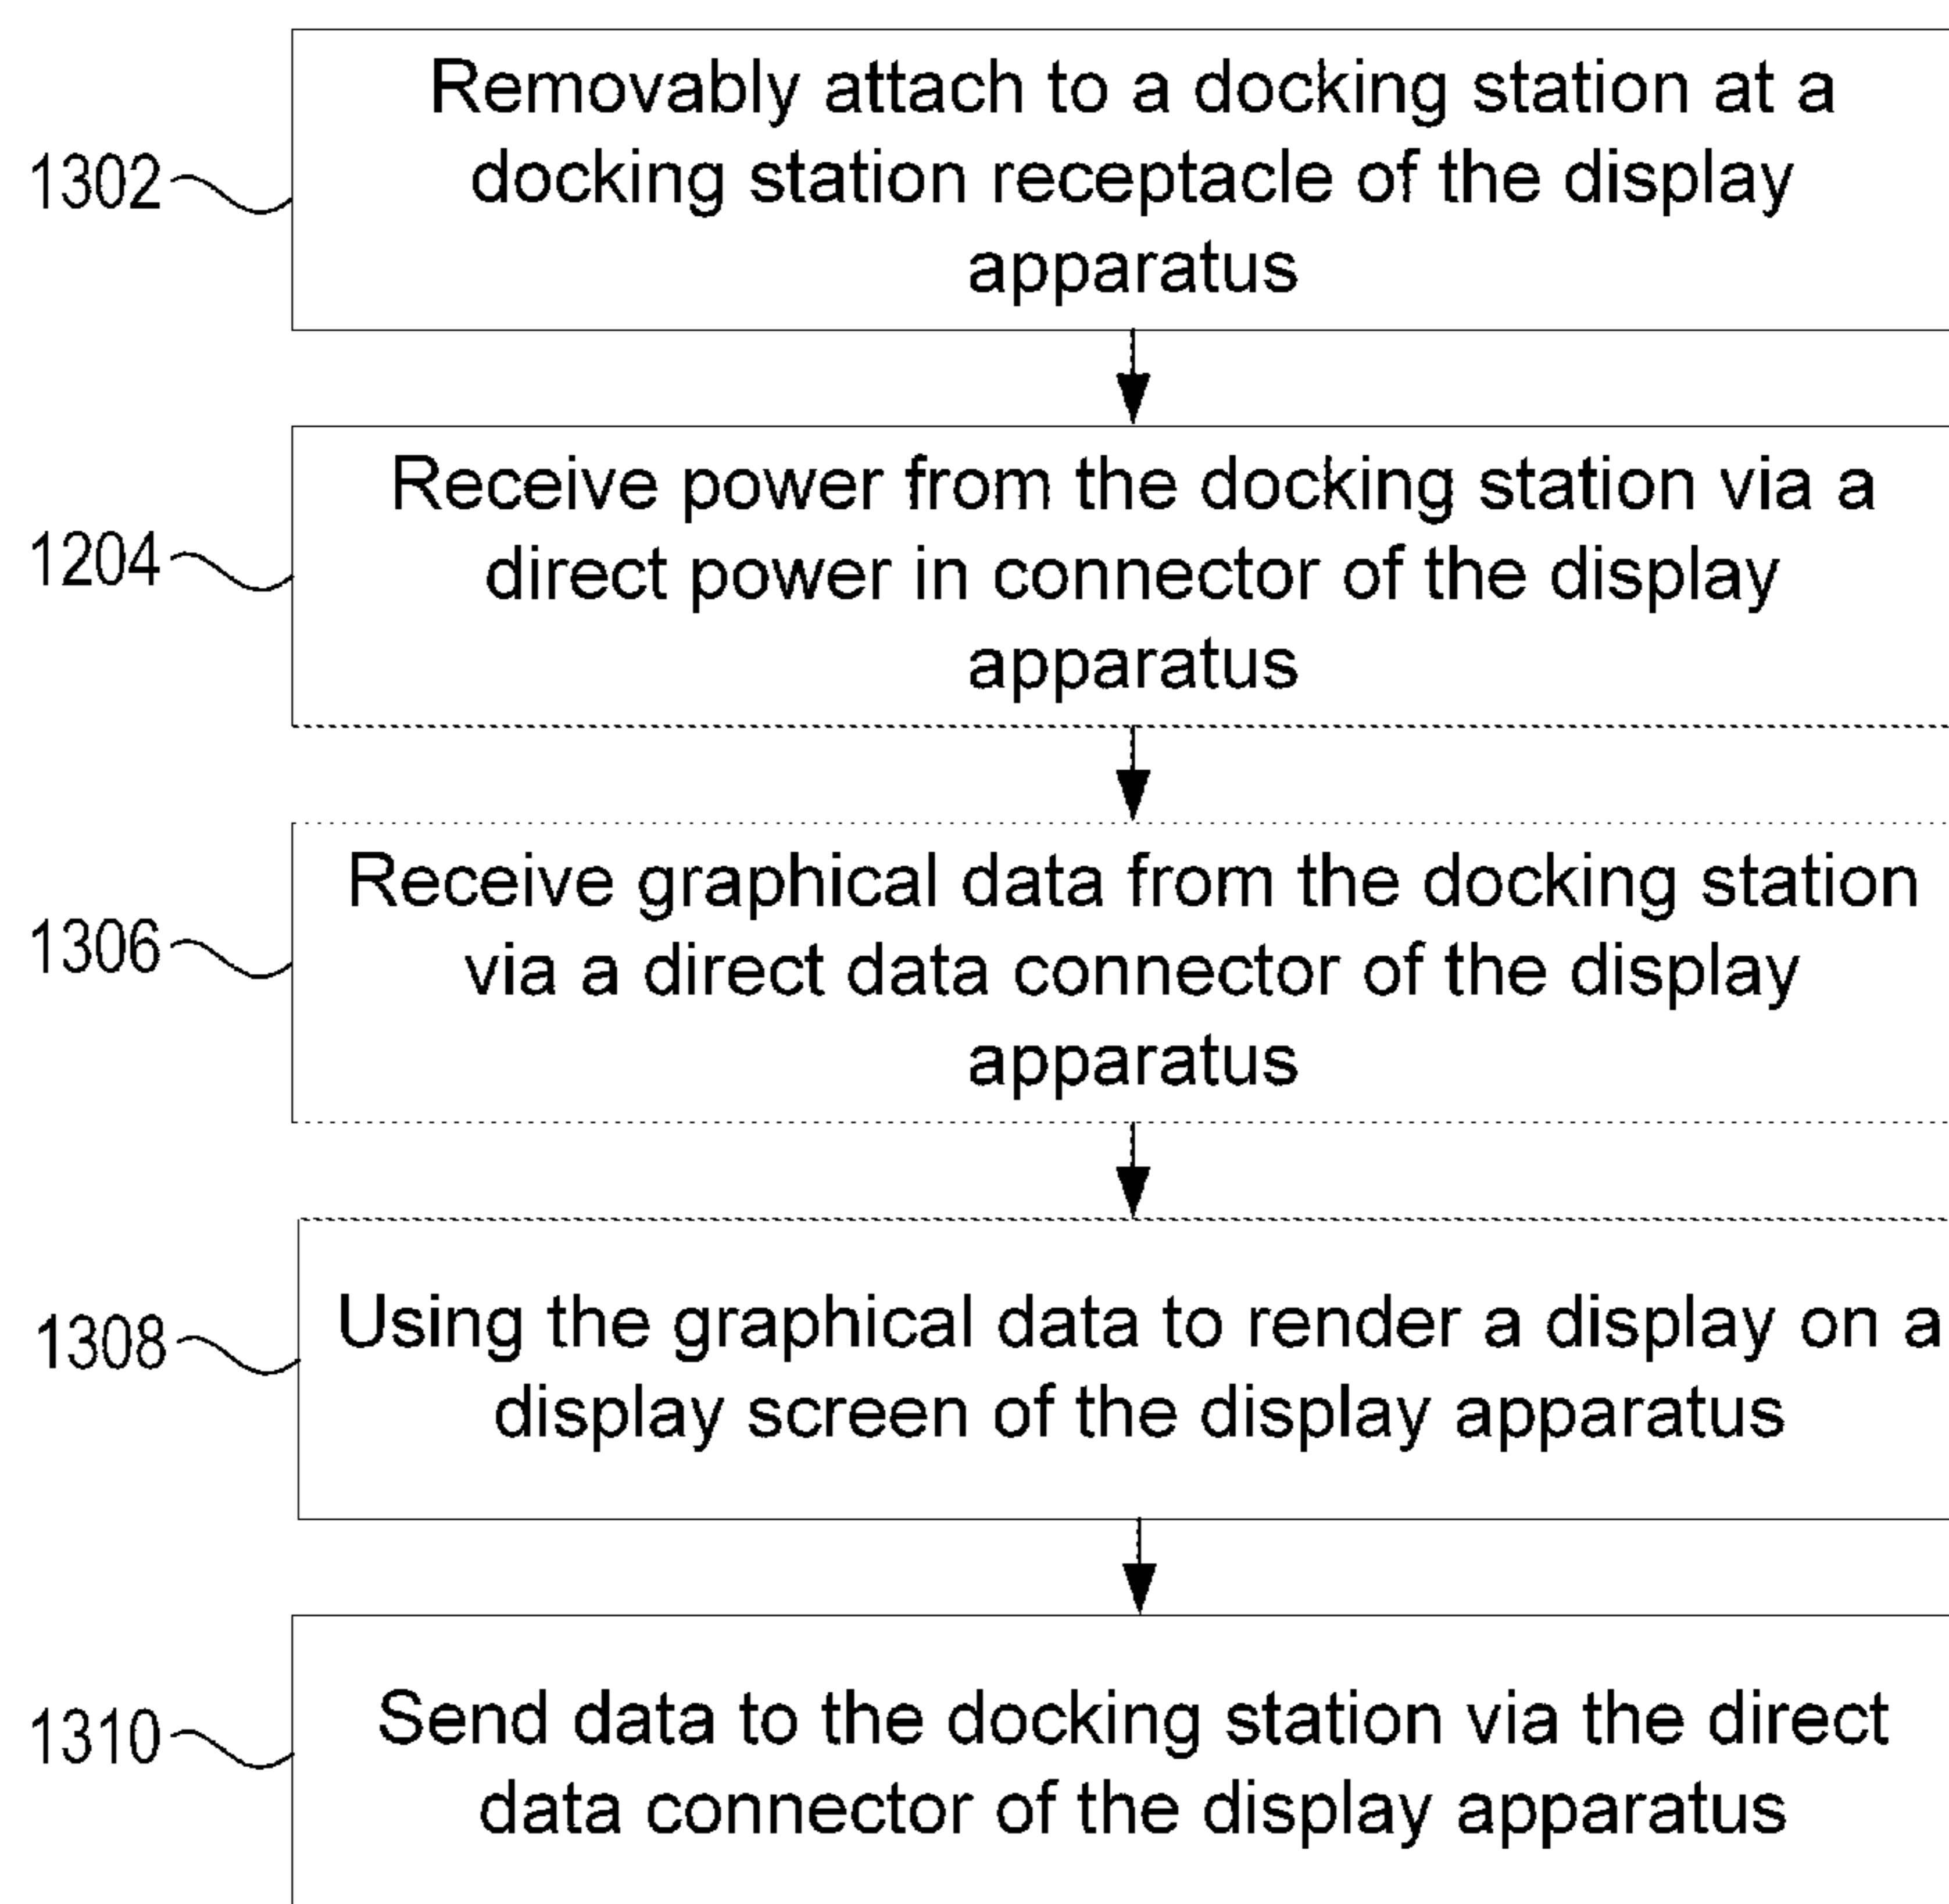 Removably attach to a docking station at a
1302
docking station receptacle of the display
apparatus
Receive power from the docking station via a
1204
direct power in connector of the display
apparatus
Receive graphical data from the docking station
1306
via a direct data connector of the display
apparatus
Using the graphical data to render a display on a
1308
display screen of the display apparatus
Send data to the docking station via the direct
1310
data connector of the display apparatus